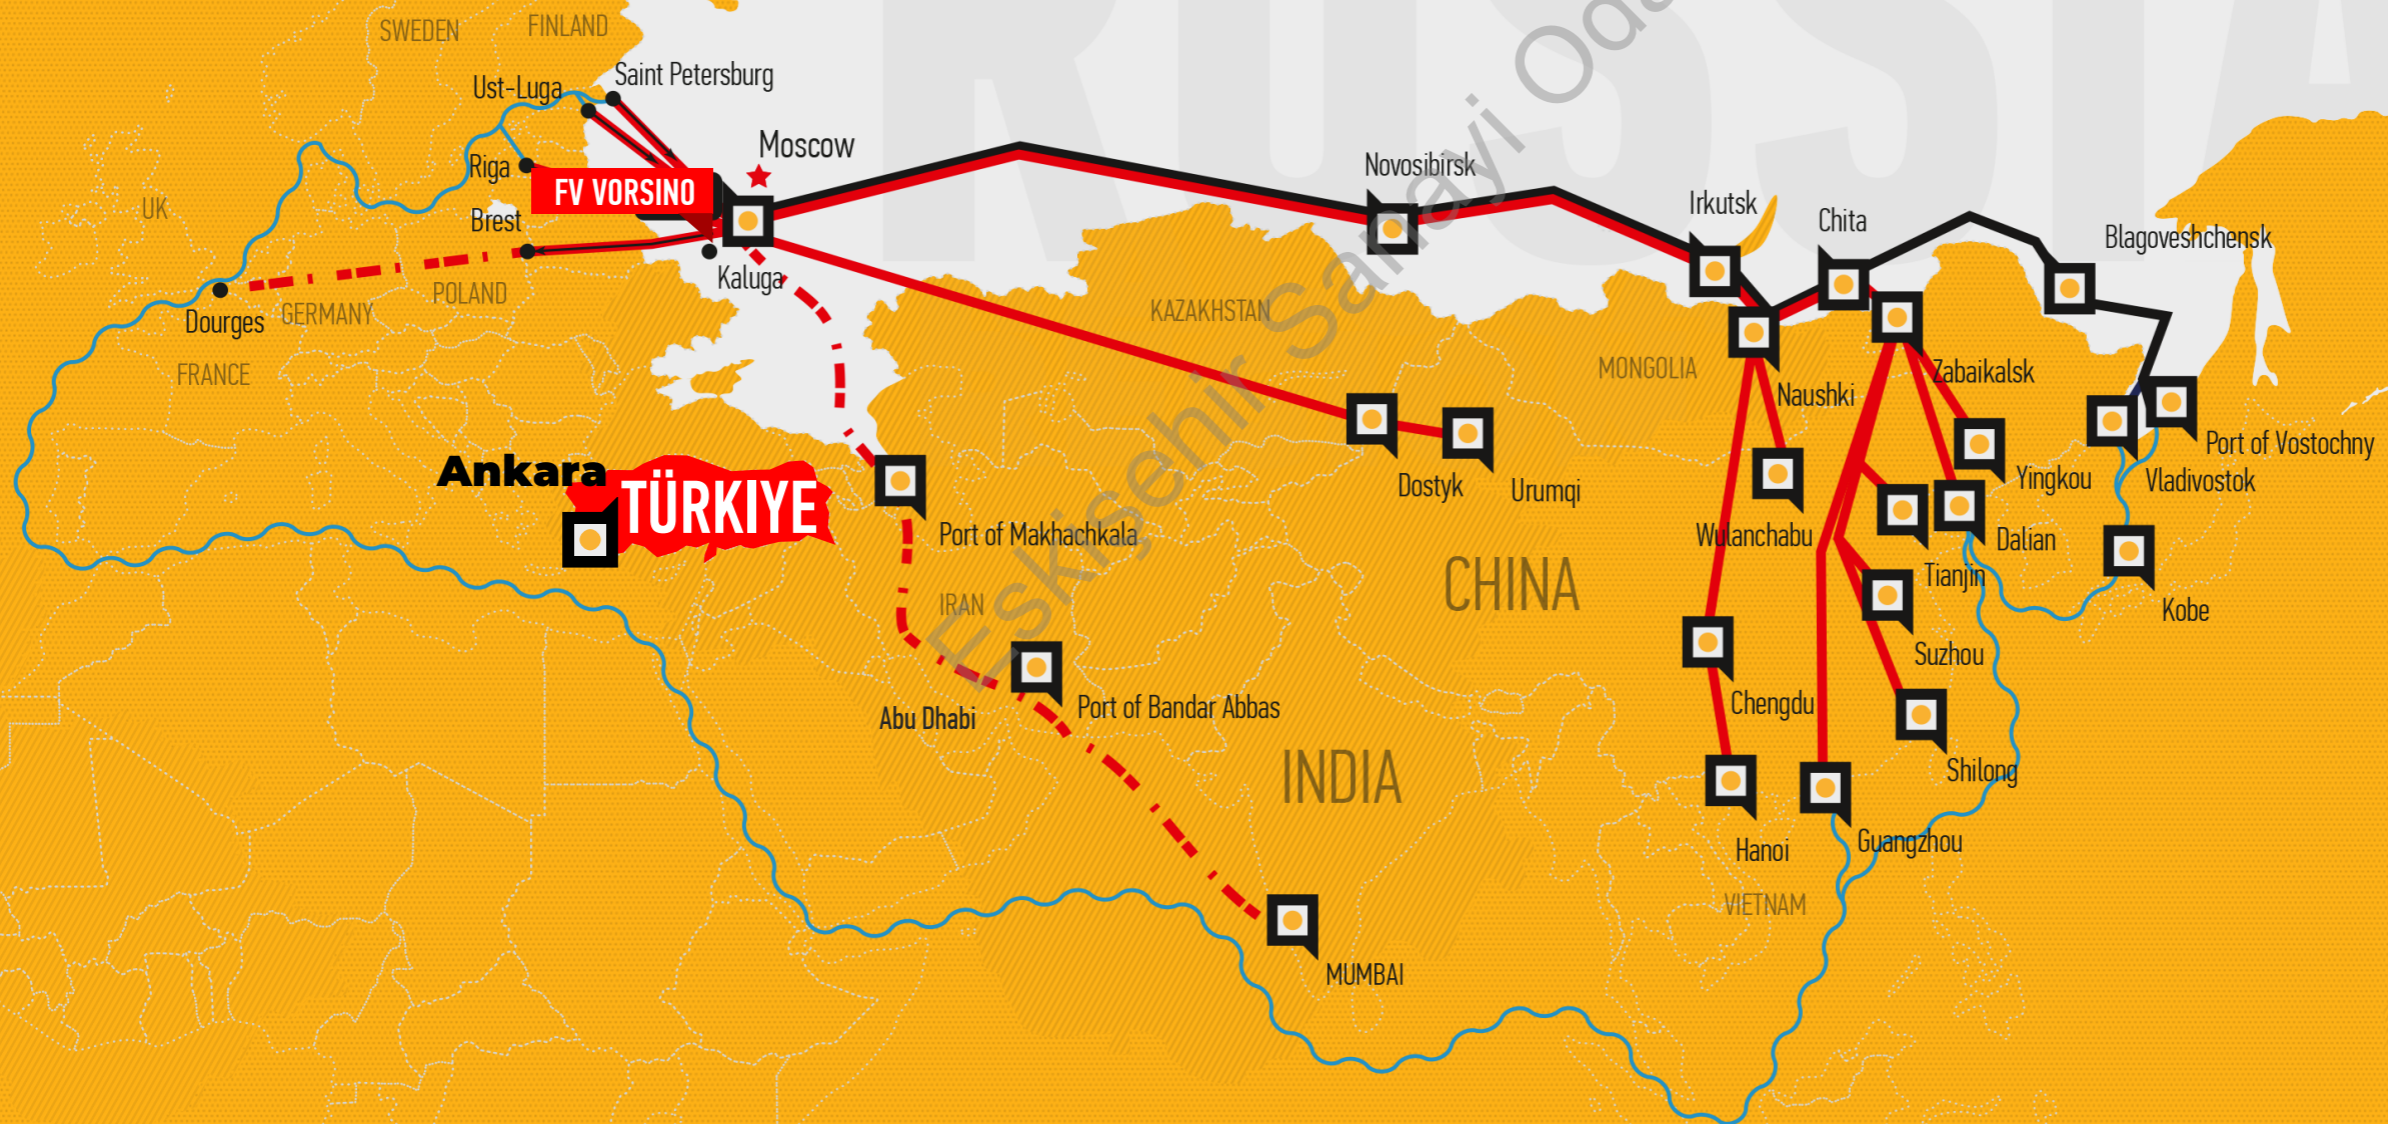 RUSSIA
SWEDEN
FINLAND
Ust-Luga
Saint Petersburg
Moscow
Riga
FV VORSINO
Novosibirsk
UK
Brest
Irkutsk
Chita
Blagoveshchensk
Kaluga
Dourges
GERMANY
POLAND
KAZAKHSTAN
FRANCE
MONGOLIA
Naushki
Zabaikalsk
Ankara
TÜRKIYE
Port of Makhachkala
Dostyk
Urumqi
Wulanchabu
Yingkou
Vladivostok
Port of Vostochny
Dalian
Tianjin
CHINA
IRAN
Kobe
Suzhou
Abu Dhabi
Port of Bandar Abbas
Chengdu
INDIA
Shilong
Hanoi
Guangzhou
VIETNAM
MUMBAI
Eskişehir Sanayi Oda